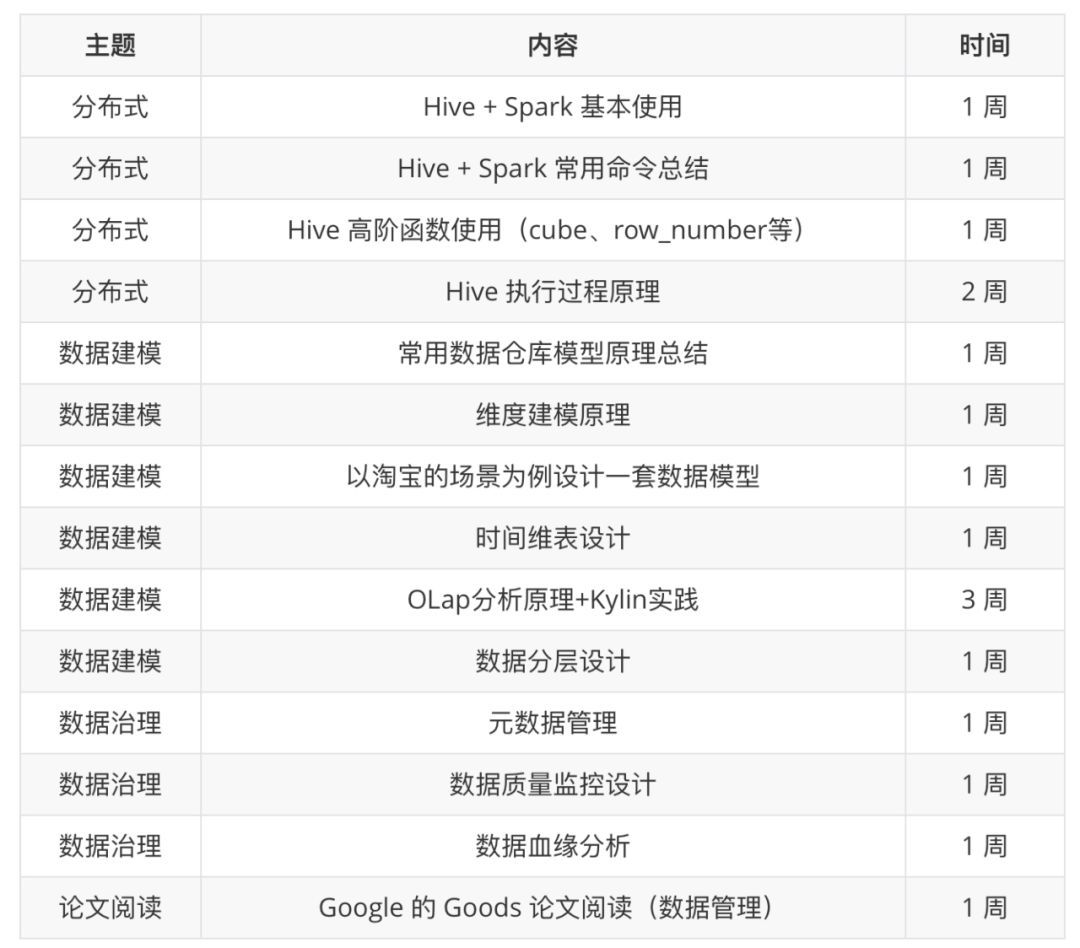 主题 内容 时间
分布式 Hive + Spark 基本使用 1 周
分布式 Hive + Spark 常用命令总结 1 周
分布式 Hive 高阶函数使用（cube、row_number等） 1 周
分布式 Hive 执行过程原理 2 周
数据建模 常用数据仓库模型原理总结 1 周
数据建模 维度建模原理 1 周
数据建模 以淘宝的场景为例设计一套数据模型 1 周
数据建模 时间维表设计 1 周
数据建模 OLap分析原理+Kylin实践 3 周
数据建模 数据分层设计 1 周
数据治理 元数据管理 1 周
数据治理 数据质量监控设计 1 周
数据治理 数据血缘分析 1 周
论文阅读 Google 的 Goods 论文阅读（数据管理） 1 周